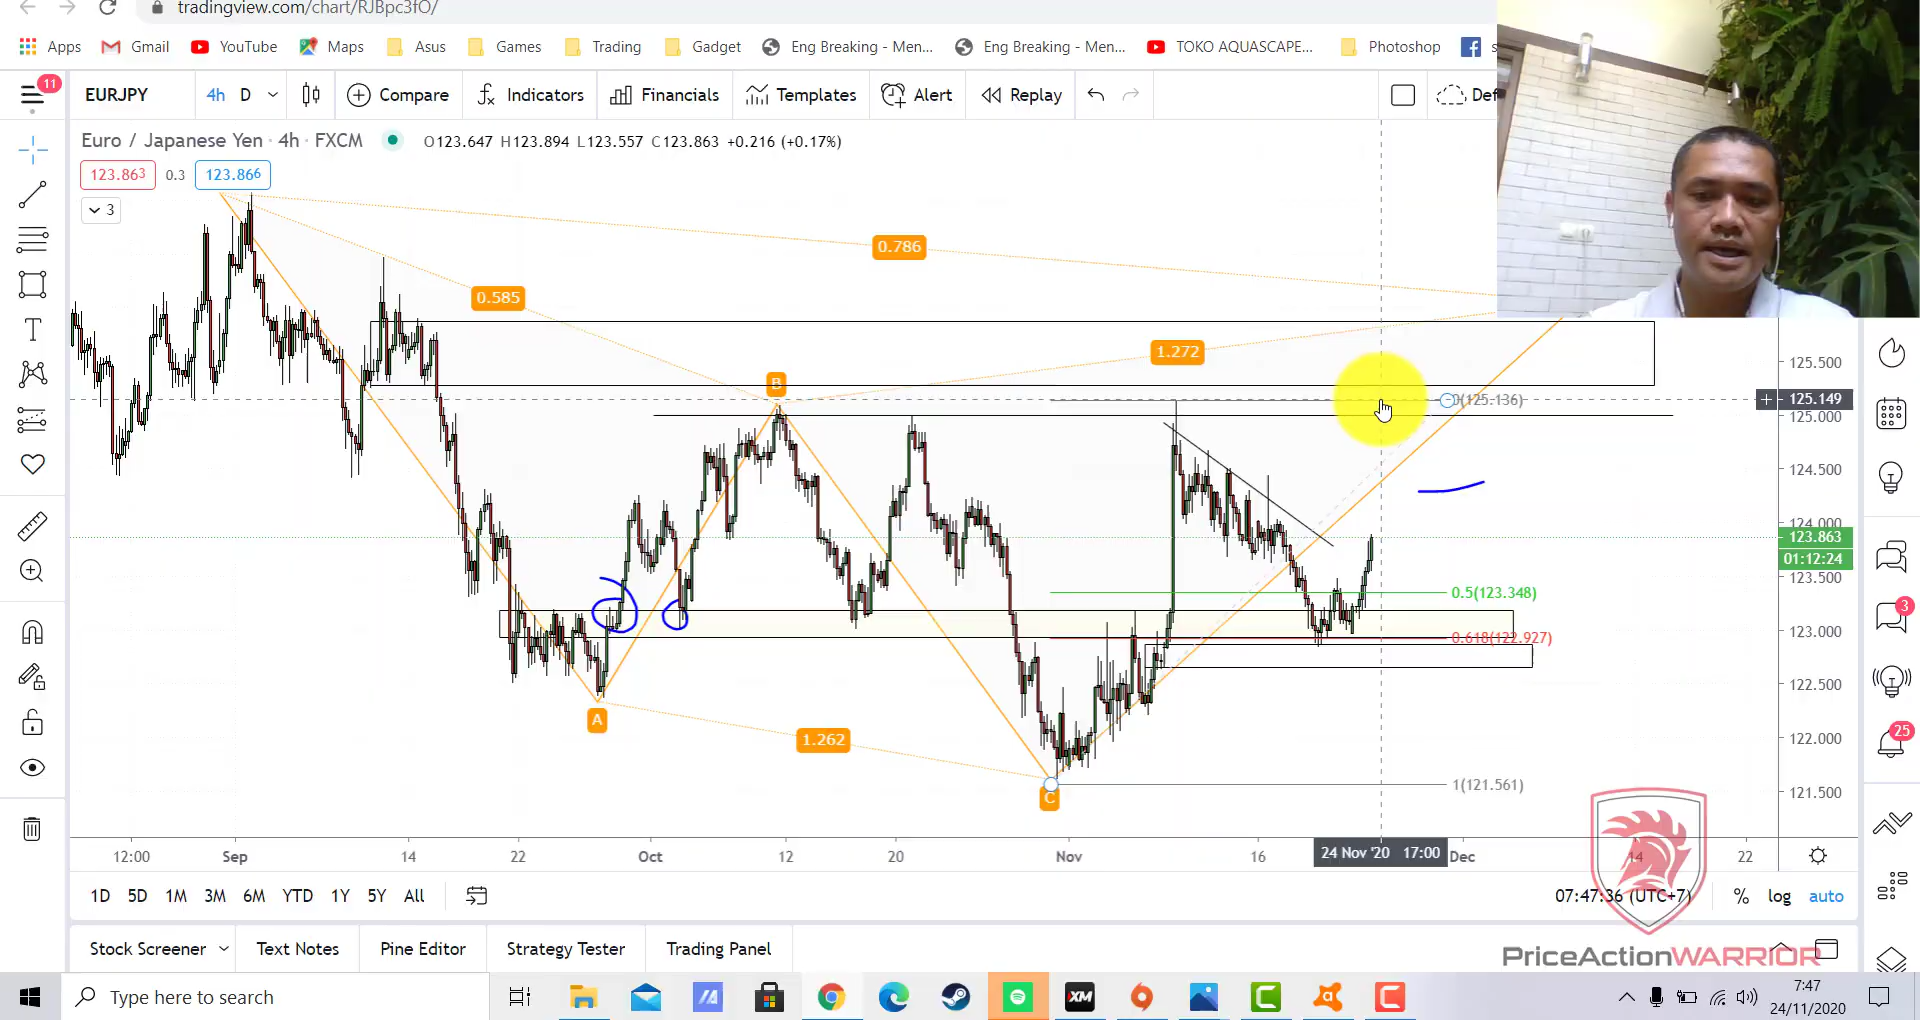 tradingview.com/chart/RJBpc3fO/
Apps Gmail YouTube Maps Asus Games Trading Gadget Eng Breaking - Men... Eng Breaking - Men... TOKO AQUASCAPE... Photoshop s
11
EURJPY 4h D Compare Indicators Financials Templates Alert Replay Def
Euro / Japanese Yen · 4h · FXCM O123.647 H123.894 L123.557 C123.863 +0.216 (+0.17%)
123.863 0.3 123.866
3
0.786
0.585
1.272
B
125.500
0(125.136)
125.149
125.000
124.500
124.000
123.863
01:12:24
123.500
0.5(123.348)
3
123.000
0.618(122.927)
122.500
A
1.262
25
122.000
1(121.561)
121.500
C
12:00 Sep 14 22 Oct 12 20 Nov 16 24 Nov '20 17:00 Dec 14 22
1D 5D 1M 3M 6M YTD 1Y 5Y All 07:47:36 (UTC+7) % log auto
Stock Screener Text Notes Pine Editor Strategy Tester Trading Panel
PriceActionWARRIOR
Type here to search XM 7:47
24/11/2020